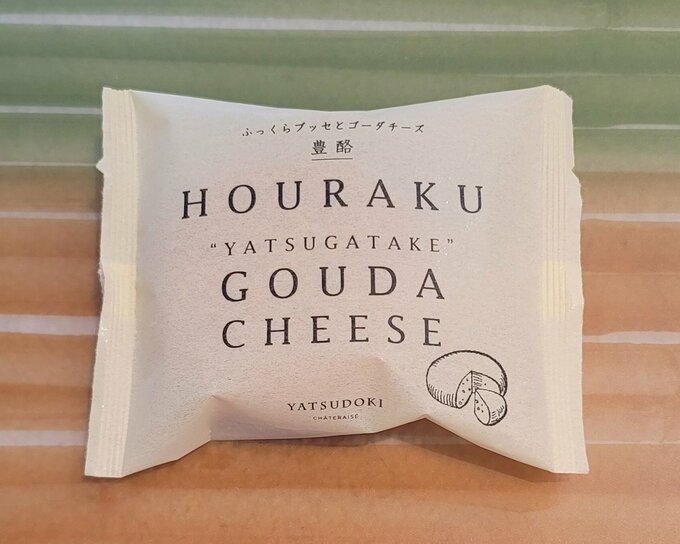 ふっくらブッセとゴーダチーズ
豊酪
HOURAKU
“YATSUGATAKE”
GOUDA
CHEESE
YATSUDOKI
CHÂTERAISÉ